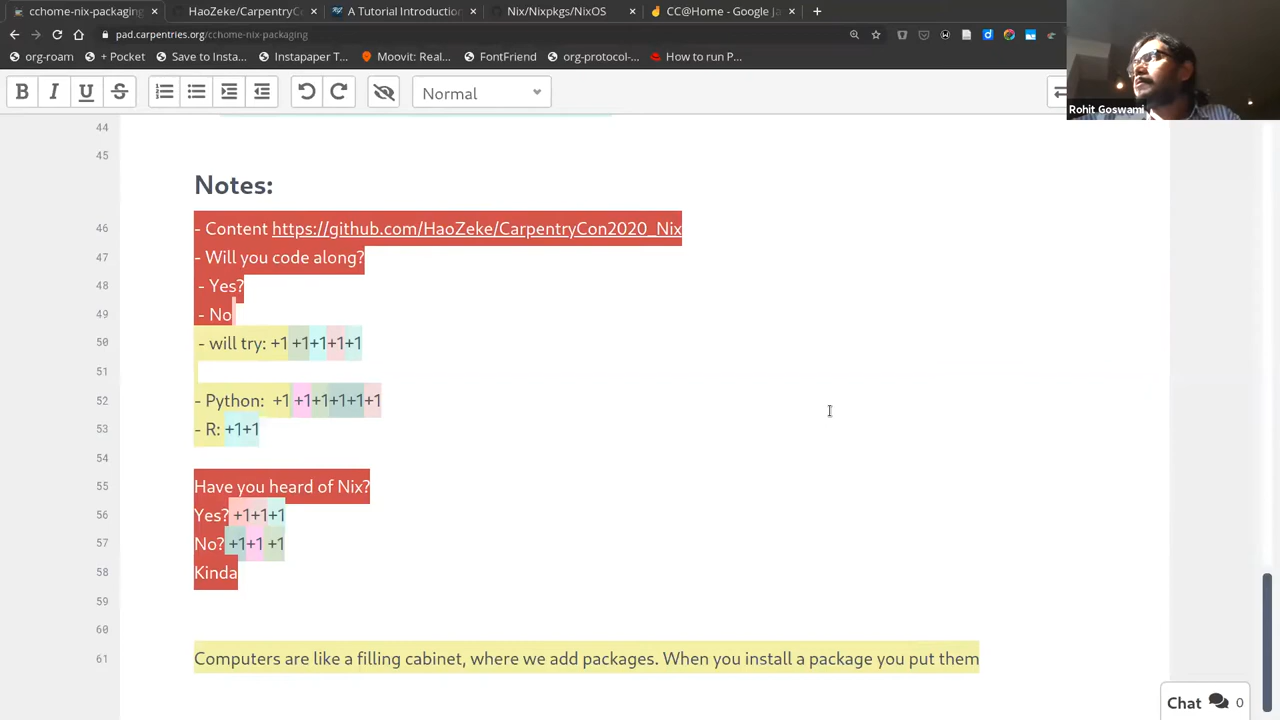 cchome-nix-packaging
HaoZeke/CarpentryC
A Tutorial Introduction
Nix/Nixpkgs/NixOS
CC@Home - Google Ja
pad.carpentries.org/cchome-nix-packaging
org-roam
+ Pocket
Save to Insta...
Instapaper T...
Moovit: Real...
FontFriend
org-protocol-...
How to run P...
Rohit Goswami
B I U S
Normal
44
45
Notes:
46 - Content https://github.com/HaoZeke/CarpentryCon2020_Nix
47 - Will you code along?
48 - Yes?
49 - No
50 - will try: +1 +1+1+1+1
51
52 - Python: +1 +1+1+1+1+1
53 - R: +1+1
54
55 Have you heard of Nix?
56 Yes? +1+1+1
57 No? +1+1 +1
58 Kinda
59
60
61 Computers are like a filling cabinet, where we add packages. When you install a package you put them
Chat 0